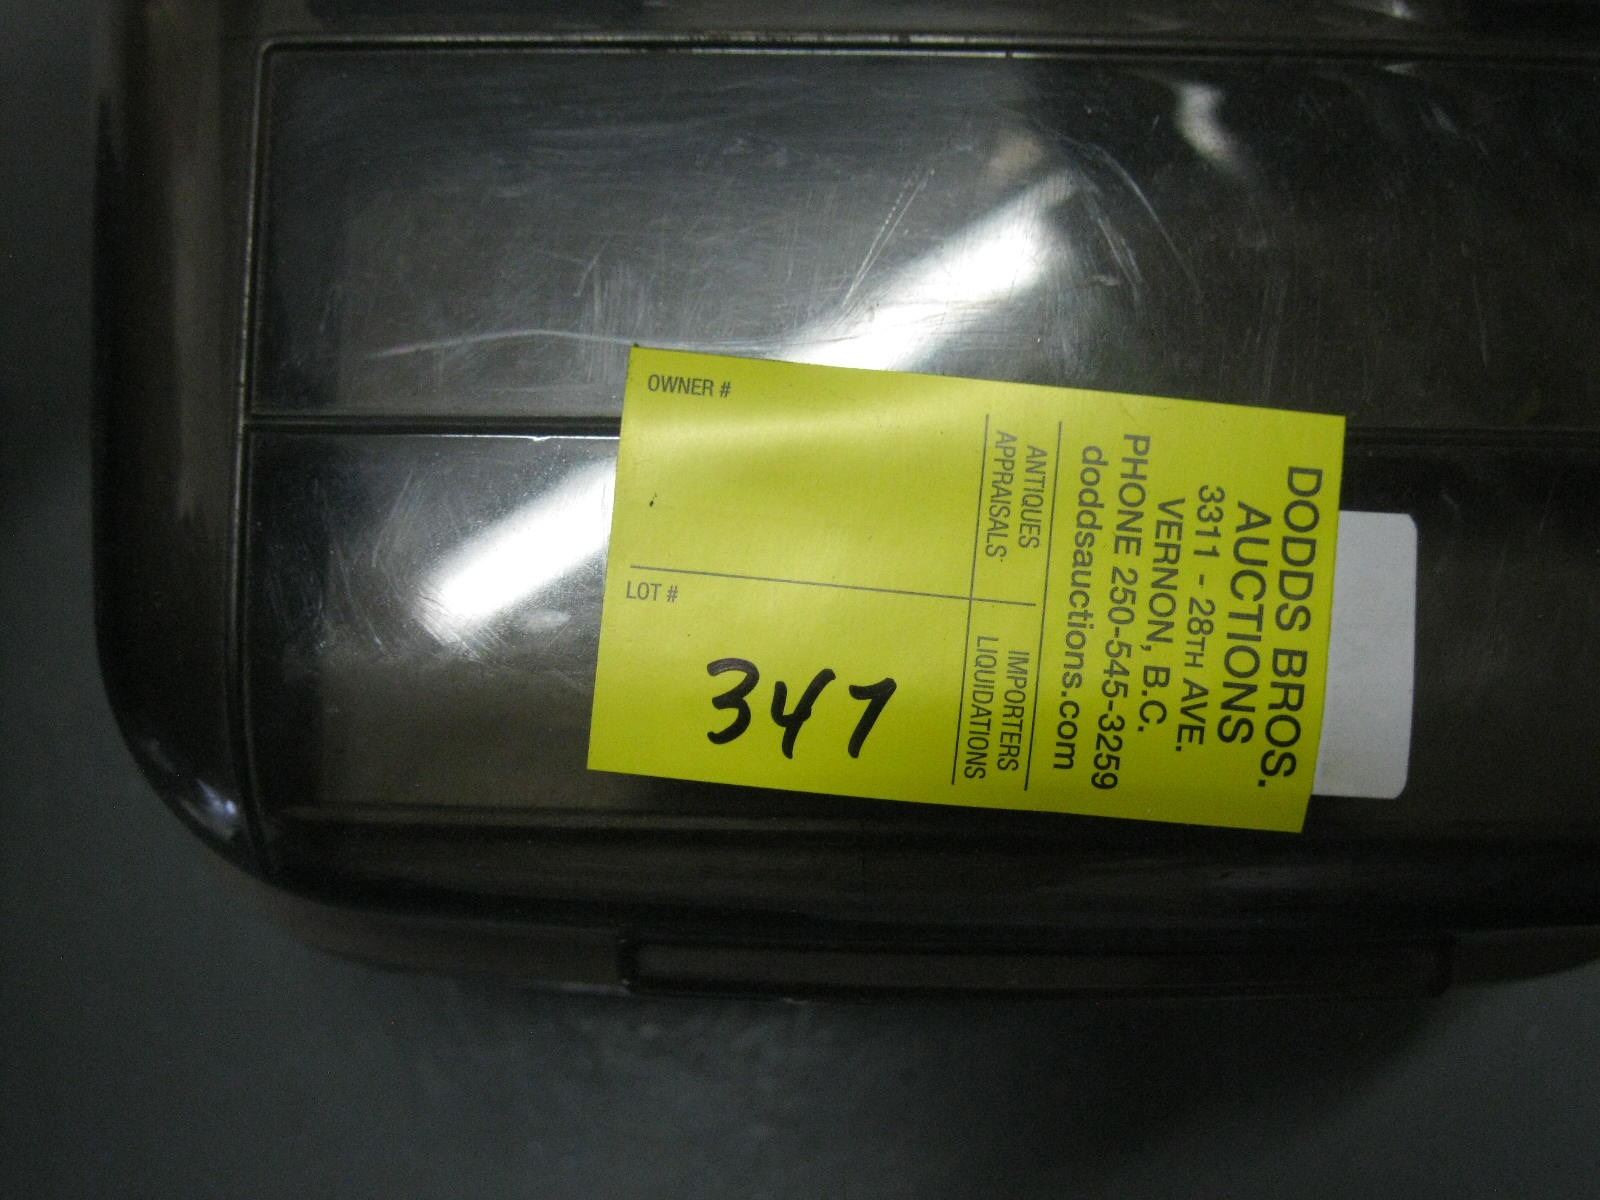 DODDS BROS.
AUCTIONS
3311 - 28TH AVE.
VERNON, B.C.
PHONE 250-545-3259
doddsauctions.com
ANTIQUES
APPRAISALS
IMPORTERS
LIQUIDATIONS
OWNER #
LOT #
347